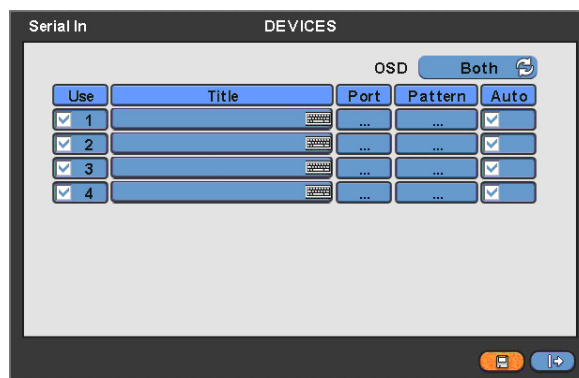 Serial In DEVICES
OSD Both
Use Title Port Pattern Auto
1 ... ...
2 ... ...
3 ... ...
4 ... ...